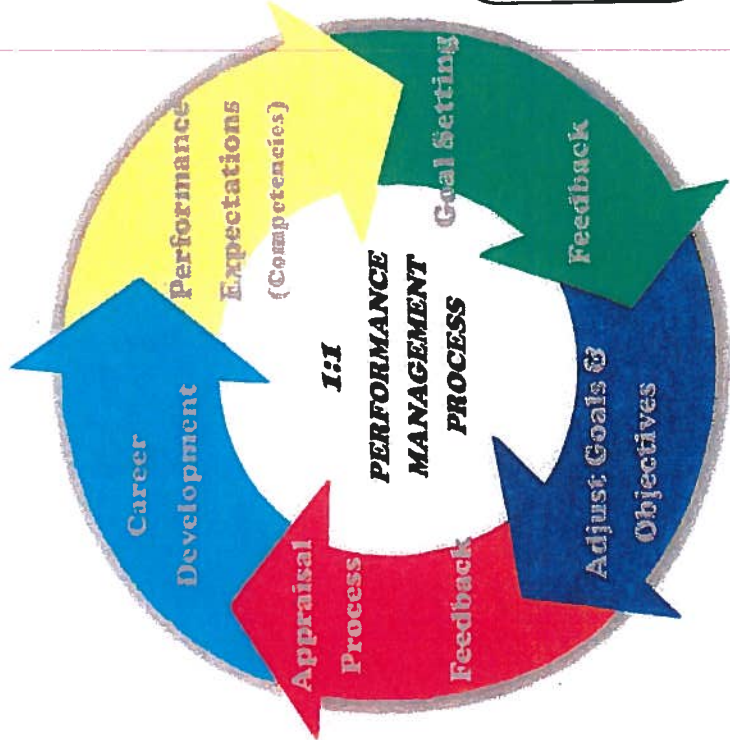 1:1
PERFORMANCE
MANAGEMENT
PROCESS
Performance
Expectations
(Competencies)
Goal Setting
Feedback
Adjust Goals &
Objectives
Feedback
Appraisal
Process
Career
Development